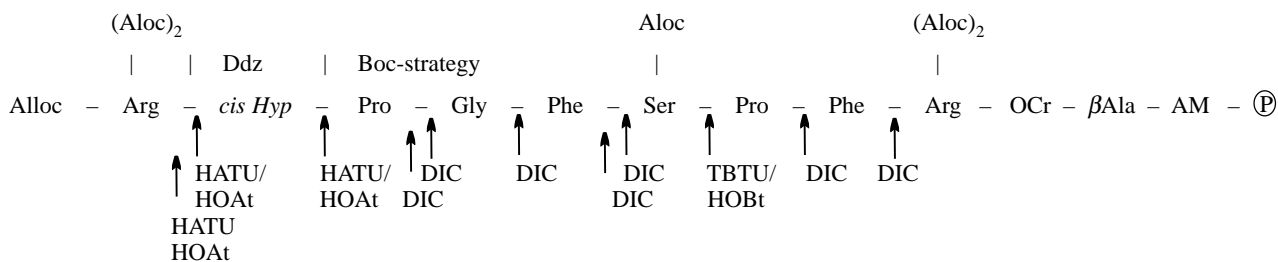 (Aloc)₂ Aloc (Aloc)₂
| | Ddz | Boc-strategy | |
Alloc – Arg – cis Hyp – Pro – Gly – Phe – Ser – Pro – Phe – Arg – OCr – βAla – AM – Ⓟ
HATU/ HATU/ DIC DIC DIC TBTU/ DIC DIC
HOAt HOAt DIC DIC HOBt
HATU
HOAt